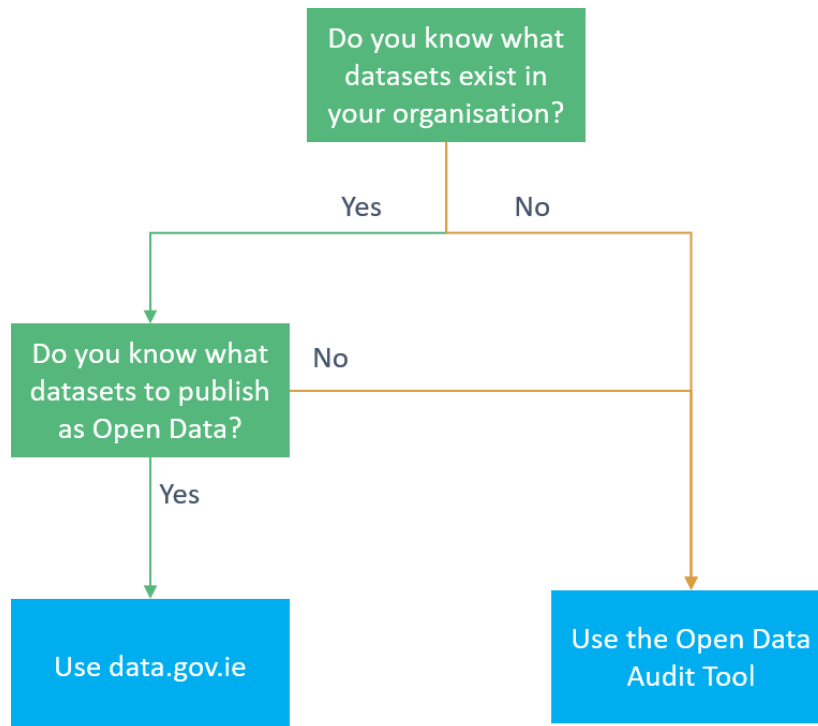 Do you know what
datasets exist in
your organisation?
Yes
No
Do you know what
datasets to publish
as Open Data?
No
Yes
Use data.gov.ie
Use the Open Data
Audit Tool